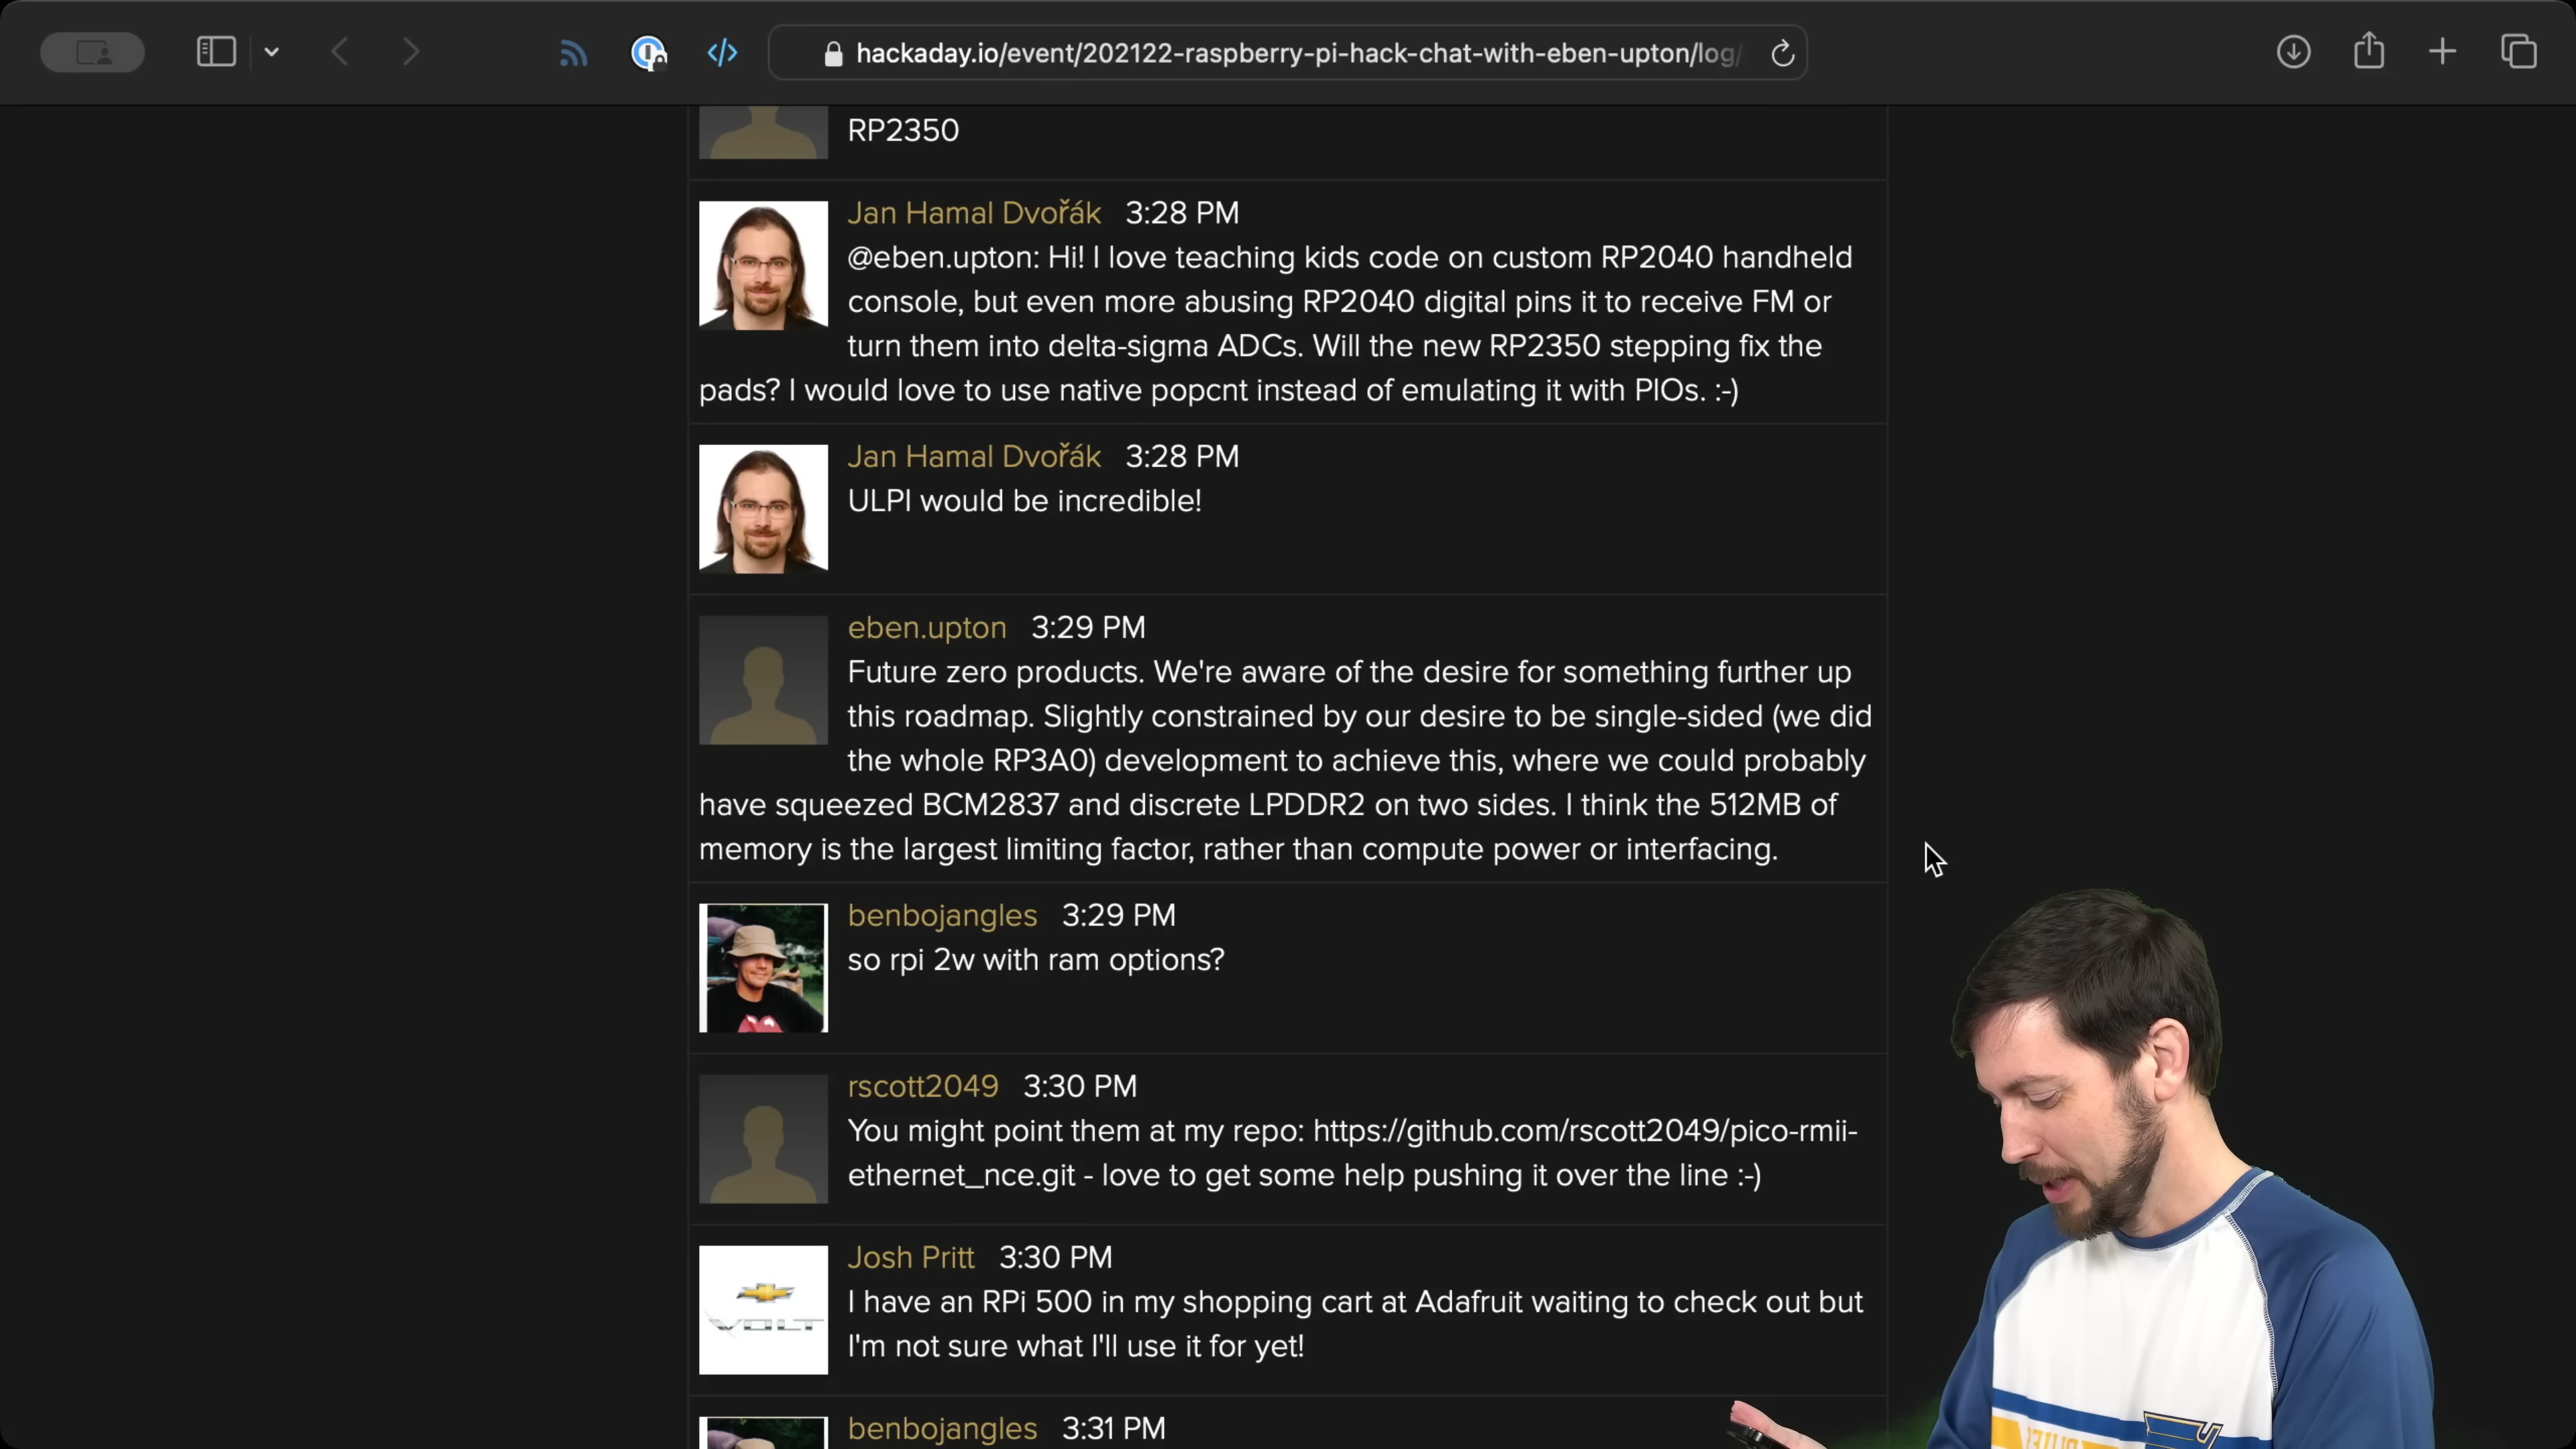 hackaday.io/event/202122-raspberry-pi-hack-chat-with-eben-upton/log/
RP2350
Jan Hamal Dvořák 3:28 PM
@eben.upton: Hi! I love teaching kids code on custom RP2040 handheld
console, but even more abusing RP2040 digital pins it to receive FM or
turn them into delta-sigma ADCs. Will the new RP2350 stepping fix the
pads? I would love to use native popcnt instead of emulating it with PIOs. :-)
Jan Hamal Dvořák 3:28 PM
ULPI would be incredible!
eben.upton 3:29 PM
Future zero products. We're aware of the desire for something further up
this roadmap. Slightly constrained by our desire to be single-sided (we did
the whole RP3A0) development to achieve this, where we could probably
have squeezed BCM2837 and discrete LPDDR2 on two sides. I think the 512MB of
memory is the largest limiting factor, rather than compute power or interfacing.
benbojangles 3:29 PM
so rpi 2w with ram options?
rscott2049 3:30 PM
You might point them at my repo: https://github.com/rscott2049/pico-rmii-
ethernet_nce.git - love to get some help pushing it over the line :-)
Josh Pritt 3:30 PM
I have an RPi 500 in my shopping cart at Adafruit waiting to check out but
I'm not sure what I'll use it for yet!
VOLT
benbojangles 3:31 PM